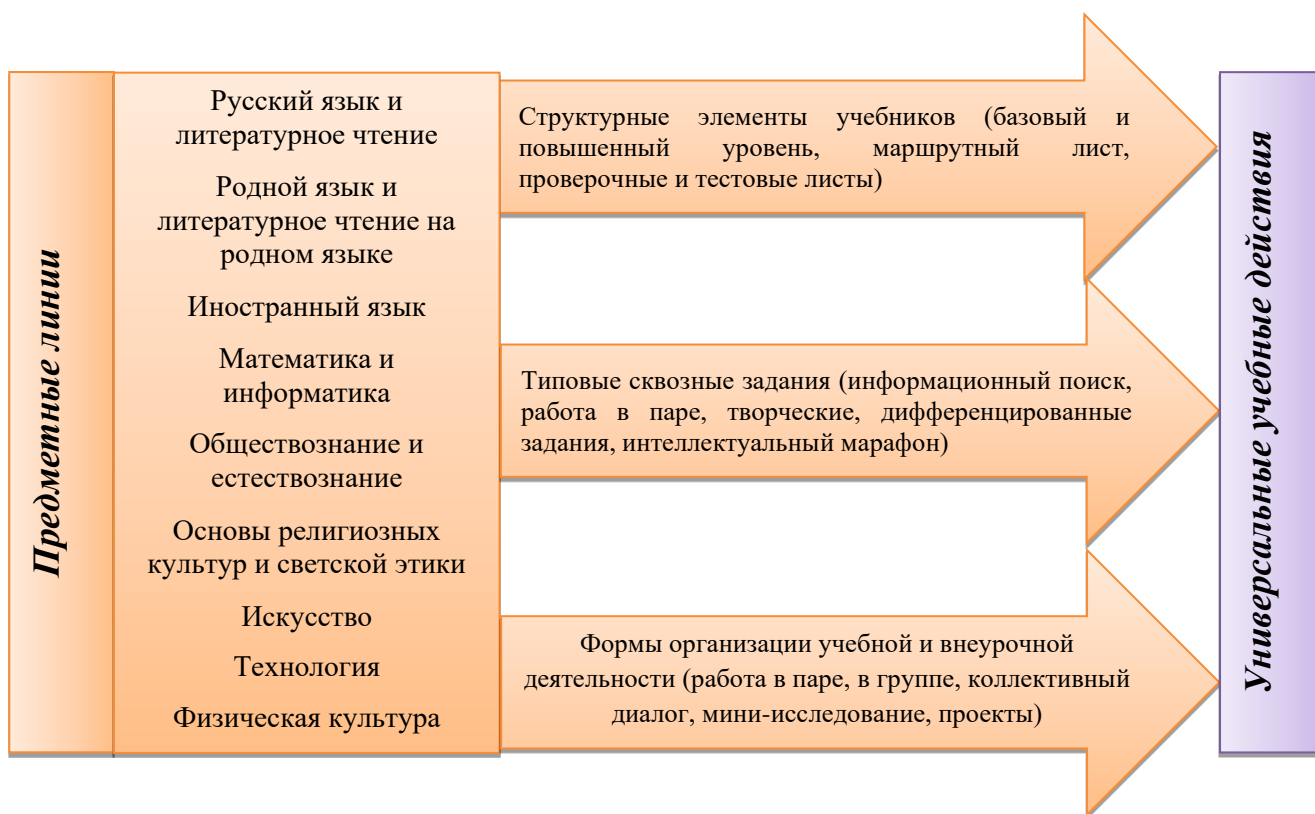 Предметные линии
Русский язык и
литературное чтение
Родной язык и
литературное чтение на
родном языке
Иностранный язык
Математика и
информатика
Обществознание и
естествознание
Основы религиозных
культур и светской этики
Искусство
Технология
Физическая культура
Структурные элементы учебников (базовый и
повышенный уровень, маршрутный лист,
проверочные и тестовые листы)
Типовые сквозные задания (информационный поиск,
работа в паре, творческие, дифференцированные
задания, интеллектуальный марафон)
Формы организации учебной и внеурочной
деятельности (работа в паре, в группе, коллективный
диалог, мини-исследование, проекты)
Универсальные учебные действия